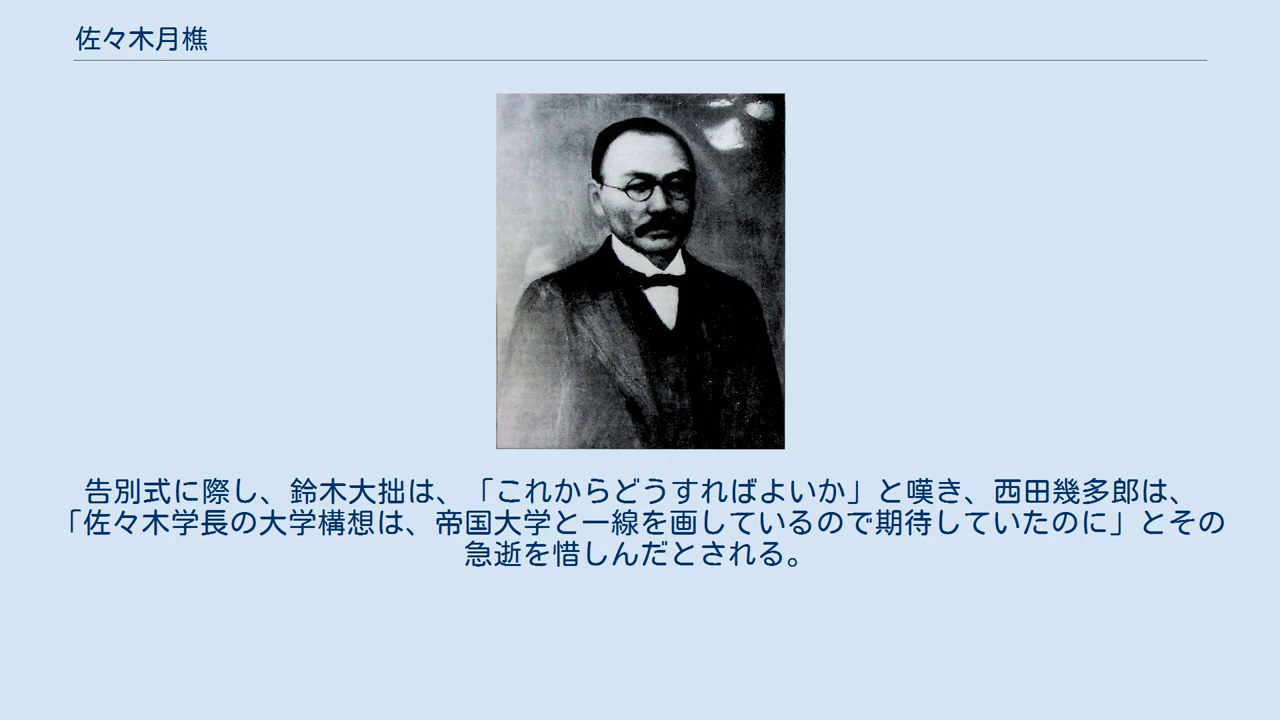 佐々木月樵
告別式に際し、鈴木大拙は、「これからどうすればよいか」と嘆き、西田幾多郎は、
「佐々木学長の大学構想は、帝国大学と一線を画しているので期待していたのに」とその
急逝を惜しんだとされる。